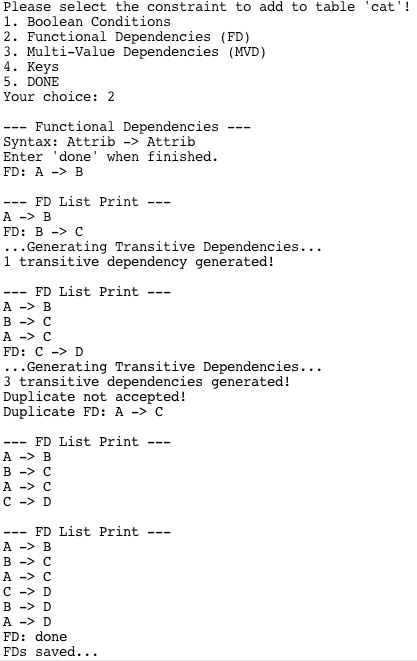 Please select the constraint to add to table 'cat'!
1. Boolean Conditions
2. Functional Dependencies (FD)
3. Multi-Value Dependencies (MVD)
4. Keys
5. DONE
Your choice: 2
--- Functional Dependencies ---
Syntax: Attrib -> Attrib
Enter 'done' when finished.
FD: A -> B
--- FD List Print ---
A -> B
FD: B -> C
...Generating Transitive Dependencies...
1 transitive dependency generated!
--- FD List Print ---
A -> B
B -> C
A -> C
FD: C -> D
...Generating Transitive Dependencies...
3 transitive dependencies generated!
Duplicate not accepted!
Duplicate FD: A -> C
--- FD List Print ---
A -> B
B -> C
A -> C
C -> D
--- FD List Print ---
A -> B
B -> C
A -> C
C -> D
B -> D
A -> D
FD: done
FDs saved...